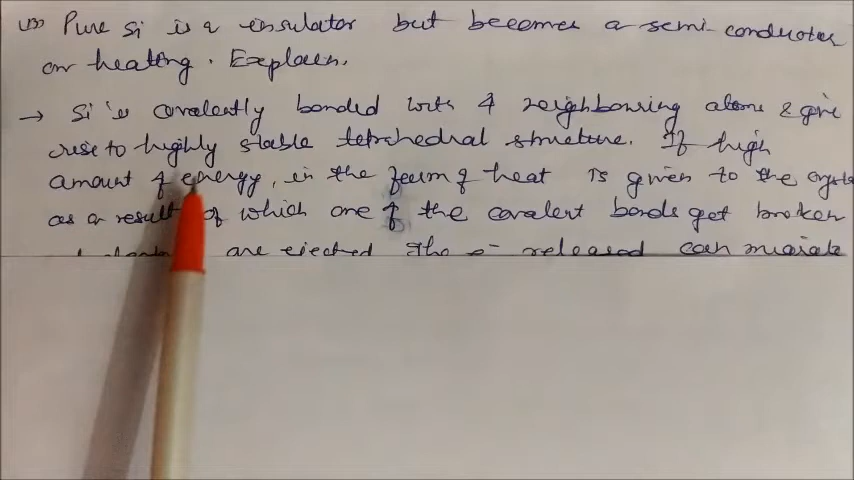 Pure Si is a insulator but becomes a semi-conductor
on heating. Explain.
→ Si is covalently bonded with 4 neighbouring atoms & give
rise to highly stable tetrahedral structure. If high
amount of energy, in the form of heat is given to the crystal
as a result of which one of the covalent bonds get broken
are ejected The e- released can migrate